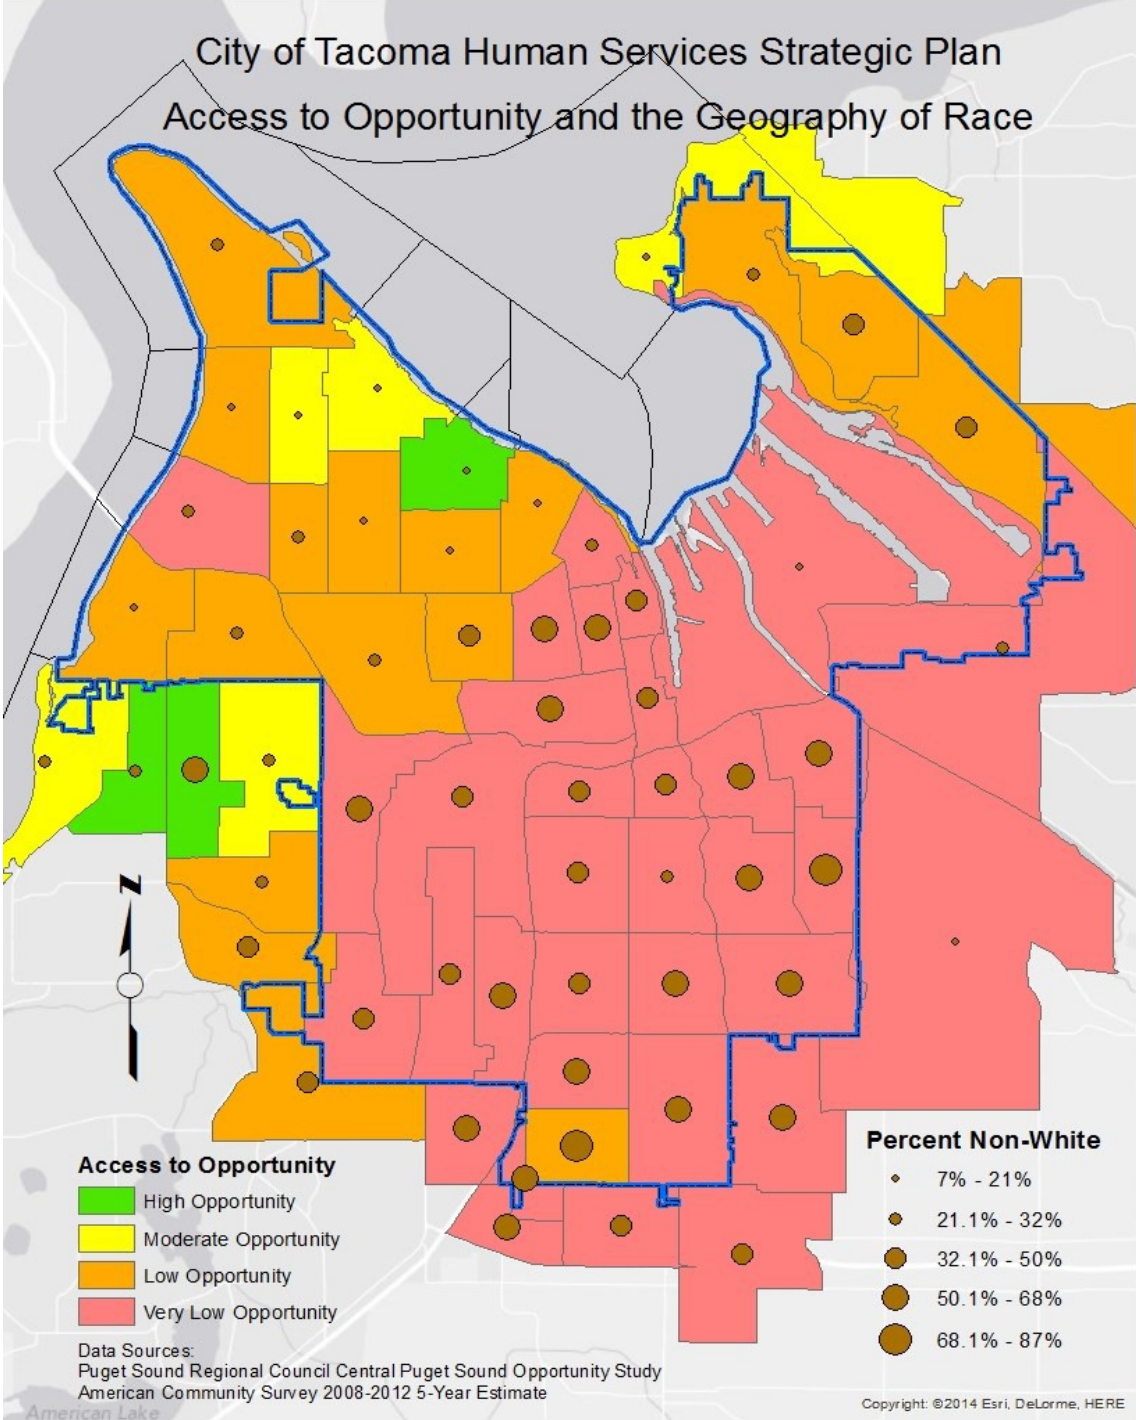 City of Tacoma Human Services Strategic Plan
Access to Opportunity and the Geography of Race
N
Access to Opportunity
High Opportunity
Moderate Opportunity
Low Opportunity
Very Low Opportunity
Data Sources:
Puget Sound Regional Council Central Puget Sound Opportunity Study
American Community Survey 2008-2012 5-Year Estimate
American Lake
Percent Non-White
7% - 21%
21.1% - 32%
32.1% - 50%
50.1% - 68%
68.1% - 87%
Copyright: ©2014 Esri, DeLorme, HERE